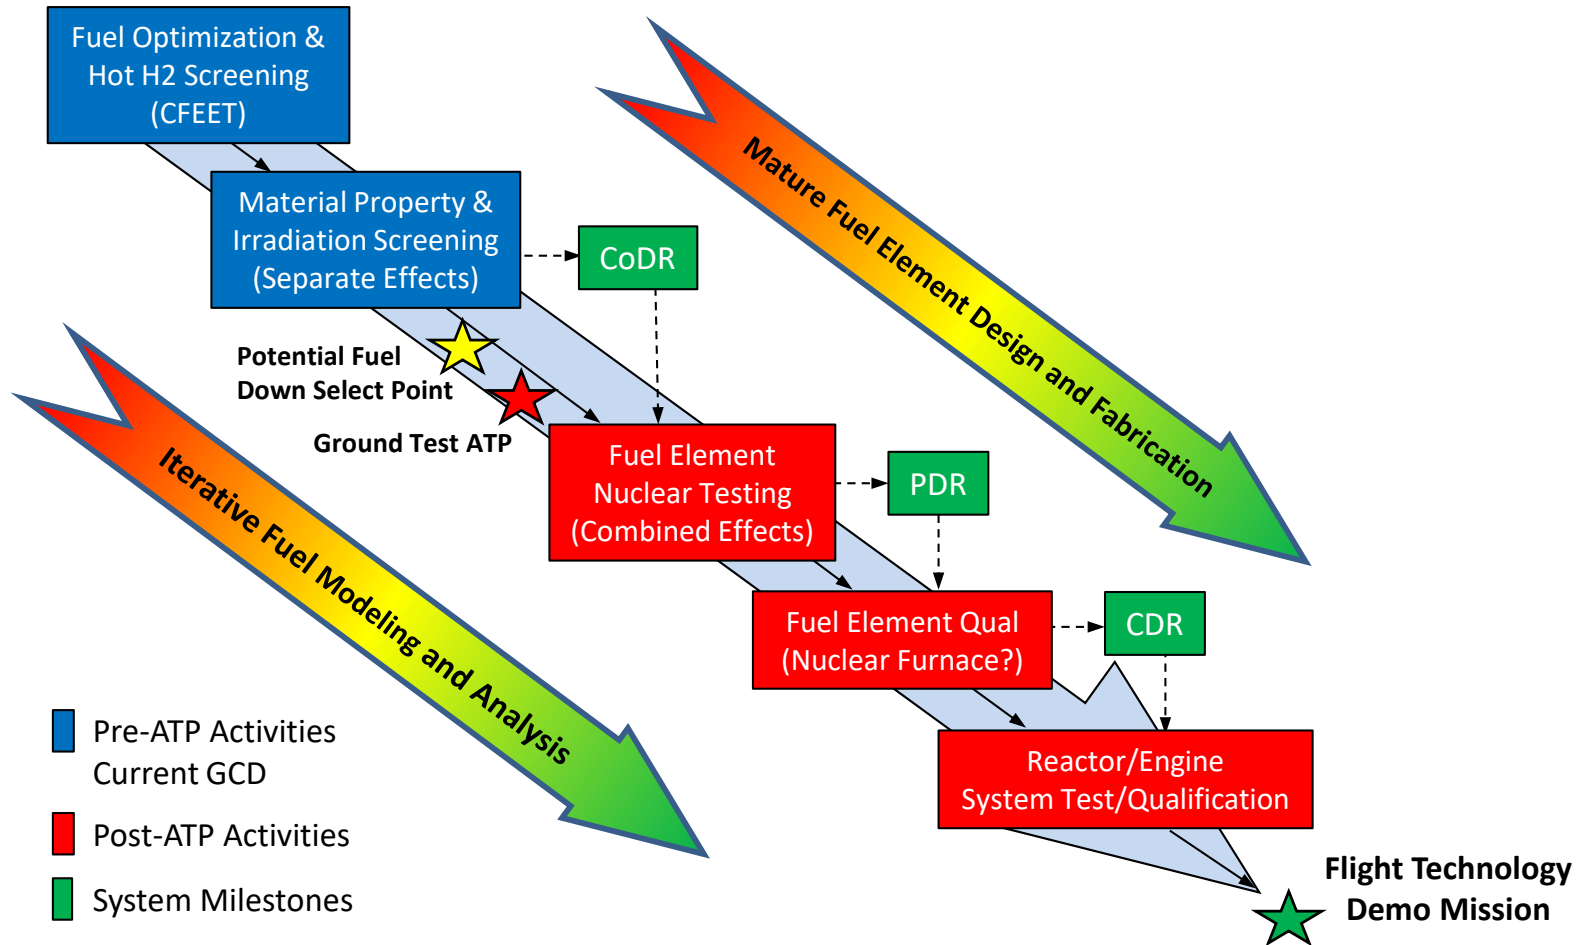 Fuel Optimization &
Hot H2 Screening
(CFEET)
Material Property &
Irradiation Screening
(Separate Effects)
CoDR
Mature Fuel Element Design and Fabrication
Potential Fuel
Down Select Point
Ground Test ATP
Fuel Element
Nuclear Testing
(Combined Effects)
PDR
Iterative Fuel Modeling and Analysis
Fuel Element Qual
(Nuclear Furnace?)
CDR
Reactor/Engine
System Test/Qualification
Pre-ATP Activities
Current GCD
Post-ATP Activities
System Milestones
Flight Technology
Demo Mission